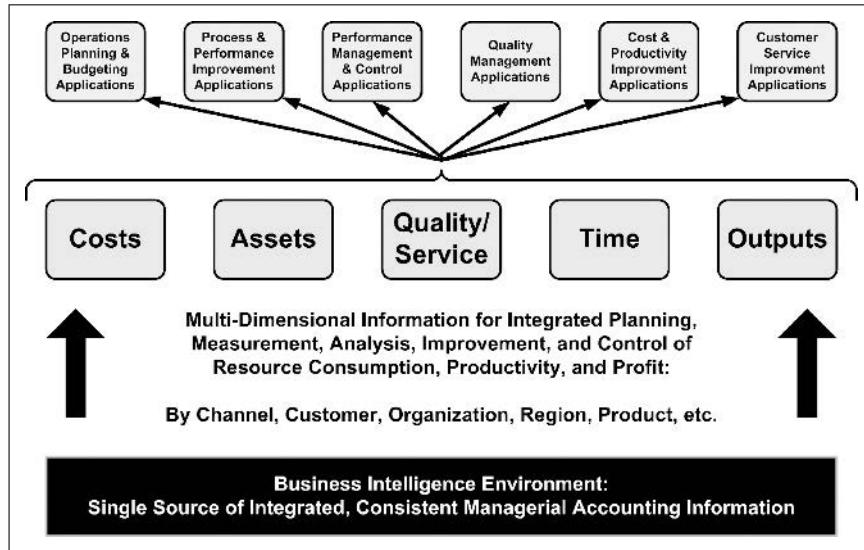 Operations
Planning &
Budgeting
Applications
Process &
Performance
Improvement
Applications
Performance
Management
& Control
Applications
Quality
Management
Applications
Cost &
Productivity
Improvment
Applications
Customer
Service
Improvment
Applications
Costs
Assets
Quality/
Service
Time
Outputs
Multi-Dimensional Information for Integrated Planning,
Measurement, Analysis, Improvement, and Control of
Resource Consumption, Productivity, and Profit:
By Channel, Customer, Organization, Region, Product, etc.
Business Intelligence Environment:
Single Source of Integrated, Consistent Managerial Accounting Information